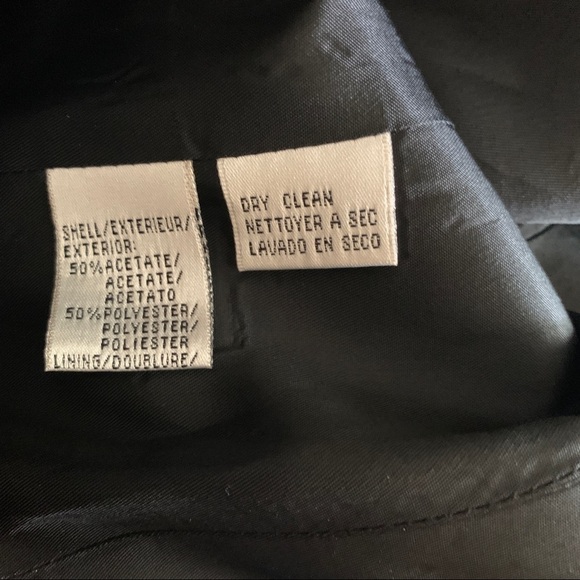 SHELL/EXTERIEUR/
EXTERIOR:
50%ACETATE/
ACETATE/
ACETATO
50%POLYESTER/
POLYESTER/
POLIESTER
LINING/DOUBLURE/
DRY CLEAN
NETTOYER A SEC
LAVADO EN SECO